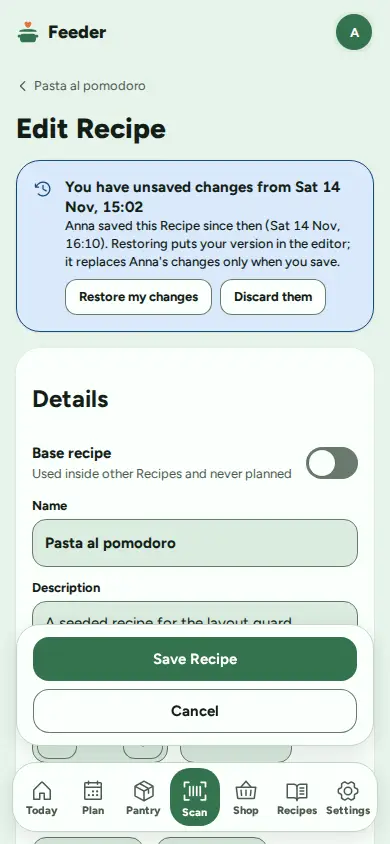 Feeder
A
Pasta al pomodoro
Edit Recipe
You have unsaved changes from Sat 14
Nov, 15:02
Anna saved this Recipe since then (Sat 14 Nov,
16:10). Restoring puts your version in the editor;
it replaces Anna's changes only when you save.
Restore my changes
Discard them
Details
Base recipe
Used inside other Recipes and never planned
Name
Pasta al pomodoro
Description
A seeded recipe for the layout guard
Save Recipe
Cancel
Today
Plan
Pantry
Scan
Shop
Recipes
Settings